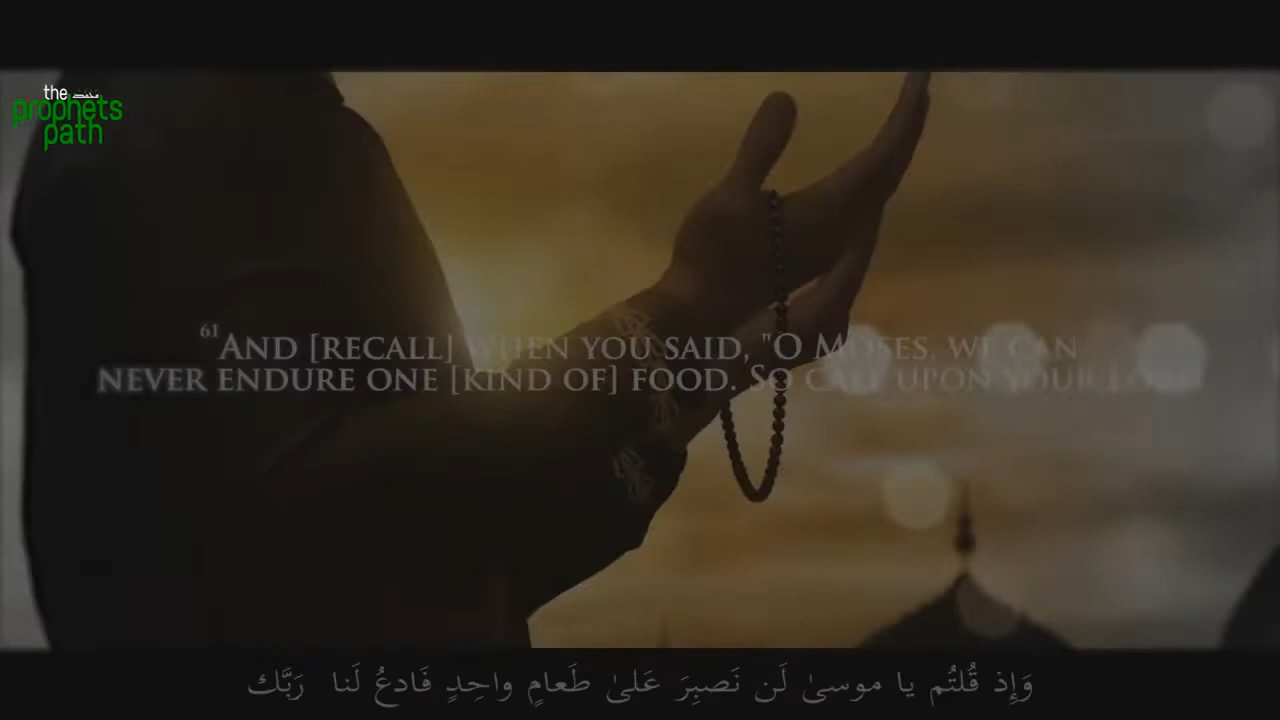 the محمد
prophets
path
61 AND [RECALL] WHEN YOU SAID, "O MOSES, WE CAN
NEVER ENDURE ONE [KIND OF] FOOD. SO CALL UPON YOUR LORD
وَإِذ قُلتُم يا موسىٰ لَن نَصبِرَ عَلىٰ طَعامٍ واحِدٍ فَادعُ لَنا رَبَّك